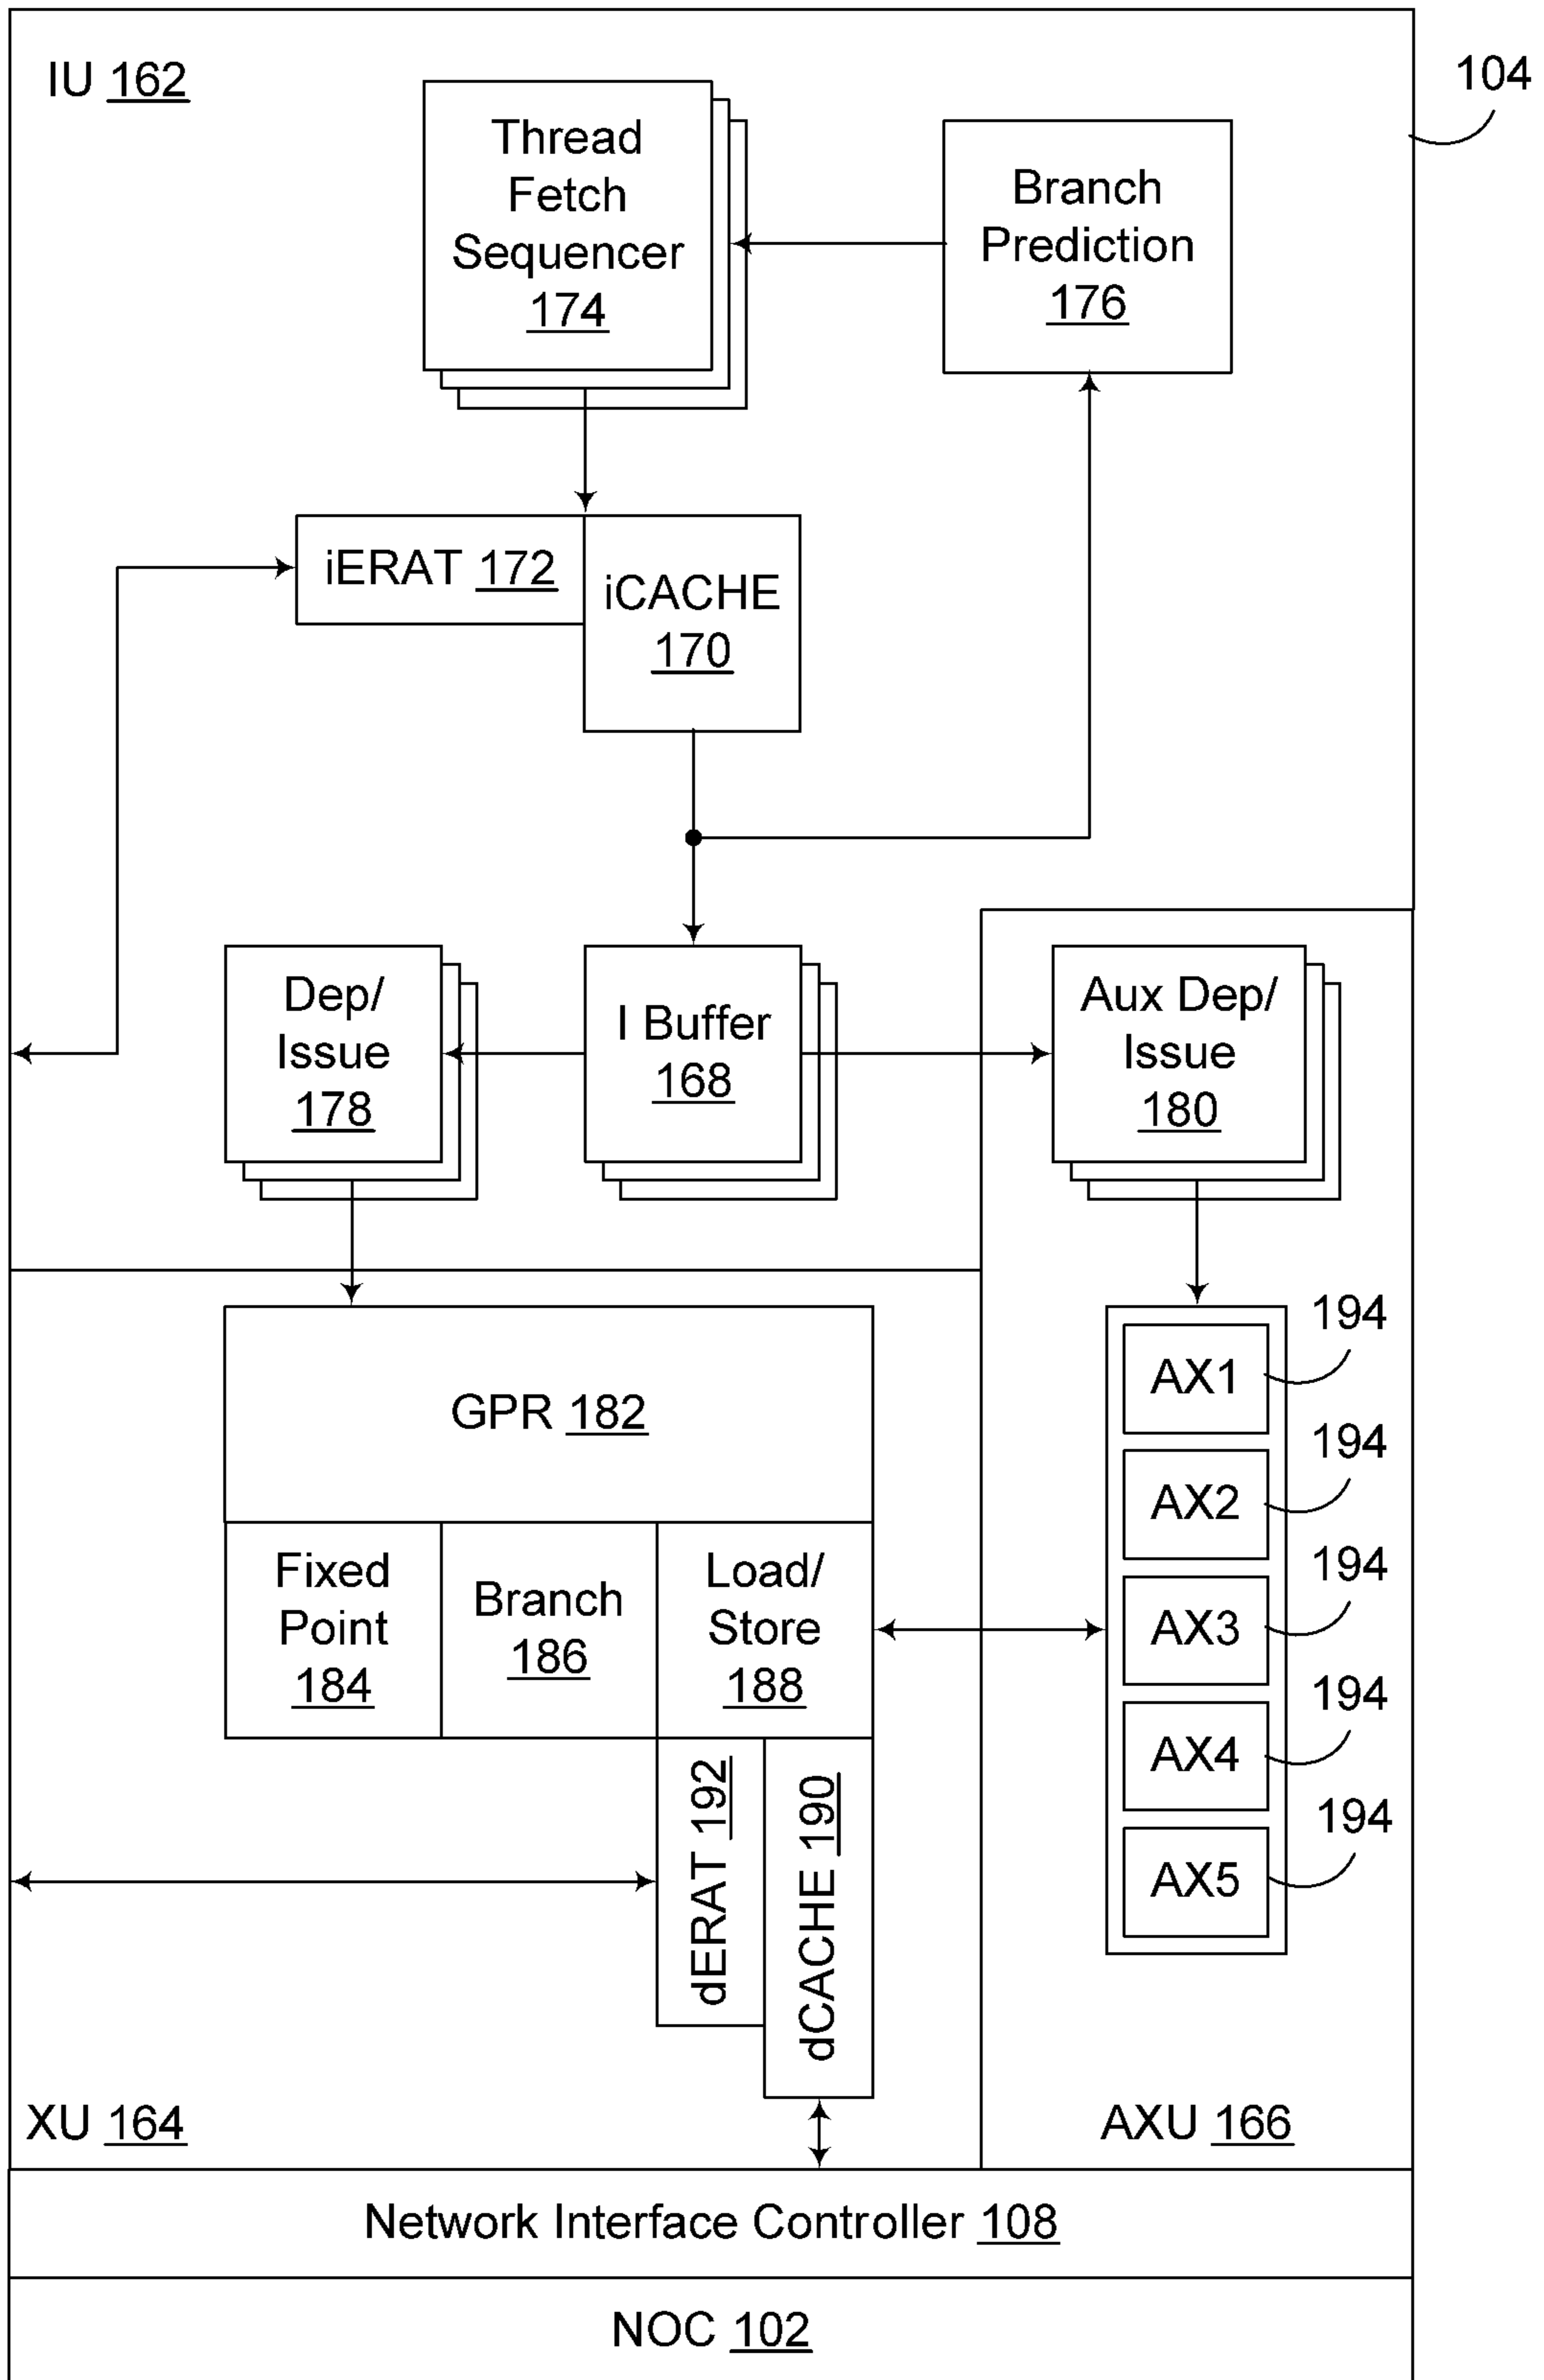 IU 162
104
Thread
Fetch
Sequencer
174
Branch
Prediction
176
iERAT 172
iCACHE
170
Dep/
Issue
178
I Buffer
168
Aux Dep/
Issue
180
GPR 182
Fixed
Point
184
Branch
186
Load/
Store
188
dERAT 192
dCACHE 190
AX1
194
AX2
194
AX3
194
AX4
194
AX5
194
XU 164
AXU 166
Network Interface Controller 108
NOC 102